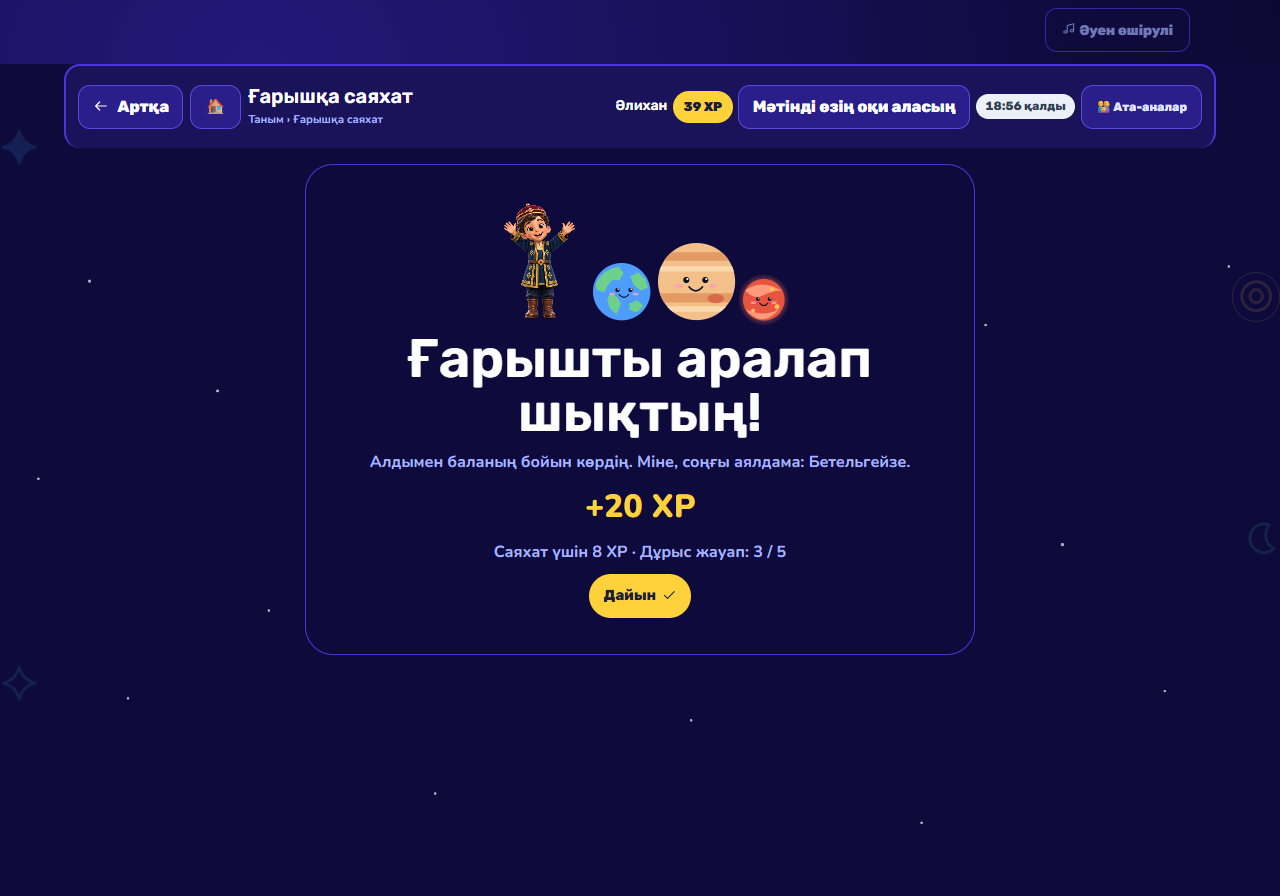 Әуен өшірулі
Артқа
Ғарышқа саяхат
Таным › Ғарышқа саяхат
Әлихан
39 XP
Мәтінді өзің оқи аласың
18:56 қалды
Ата-аналар
Ғарышты аралап
шықтың!
Алдымен баланың бойын көрдің. Міне, соңғы аялдама: Бетельгейзе.
+20 XP
Саяхат үшін 8 XP · Дұрыс жауап: 3 / 5
Дайын